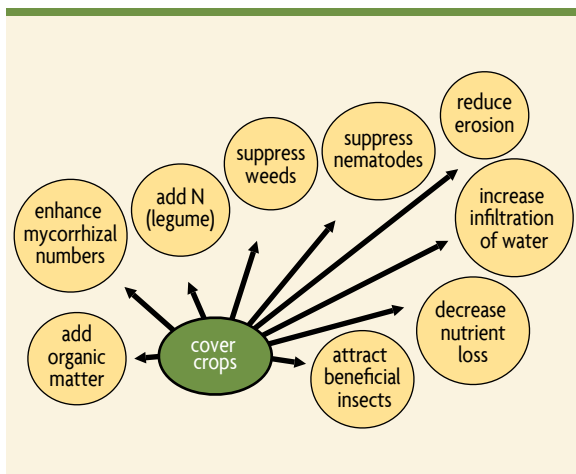 reduce
erosion
suppress
nematodes
suppress
weeds
add N
(legume)
increase
infiltration
of water
enhance
mycorrhizal
numbers
decrease
nutrient
loss
add
organic
matter
cover
crops
attract
beneficial
insects